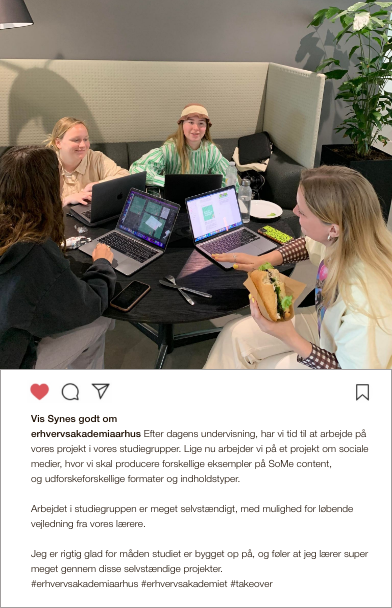 Vis Synes godt om
erhvervsakademiaarhus Efter dagens undervisning, har vi tid til at arbejde på
vores projekt i vores studiegrupper. Lige nu arbejder vi på et projekt om sociale
medier, hvor vi skal producere forskellige eksempler på SoMe content,
og udforskeforskellige formater og indholdstyper.
Arbejdet i studiegruppen er meget selvstændigt, med mulighed for løbende
vejledning fra vores lærere.
Jeg er rigtig glad for måden studiet er bygget op på, og føler at jeg lærer super
meget gennem disse selvstændige projekter.
#erhvervsakademiaarhus #erhvervsakademiet #takeover